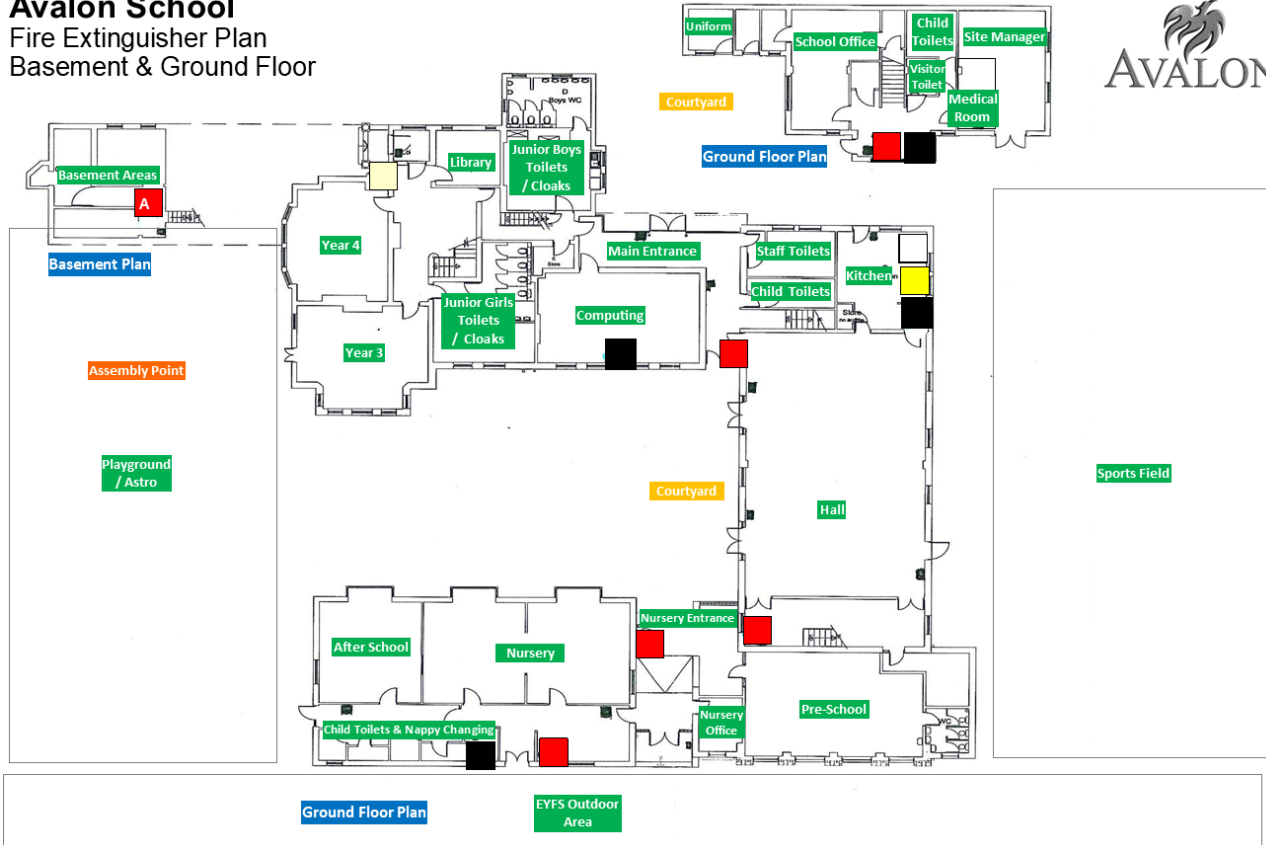 Avalon School
Fire Extinguisher Plan
Basement & Ground Floor
Uniform
School Office
Child
Toilets
Site Manager
Visitor
Toilet
Medical
Room
AVALON
Courtyard
Ground Floor Plan
D
Boys WC
Basement Areas
A
Basement Plan
Library
Junior Boys
Toilets
/ Cloaks
Year 4
Main Entrance
Staff Toilets
Kitchen
Child Toilets
Store
Store
Junior Girls
Toilets
/ Cloaks
Computing
Year 3
Assembly Point
Playground
/ Astro
Courtyard
Hall
Sports Field
After School
Nursery
Nursery Entrance
Child Toilets & Nappy Changing
Nursery
Office
Pre-School
WC
Ground Floor Plan
EYFS Outdoor
Area